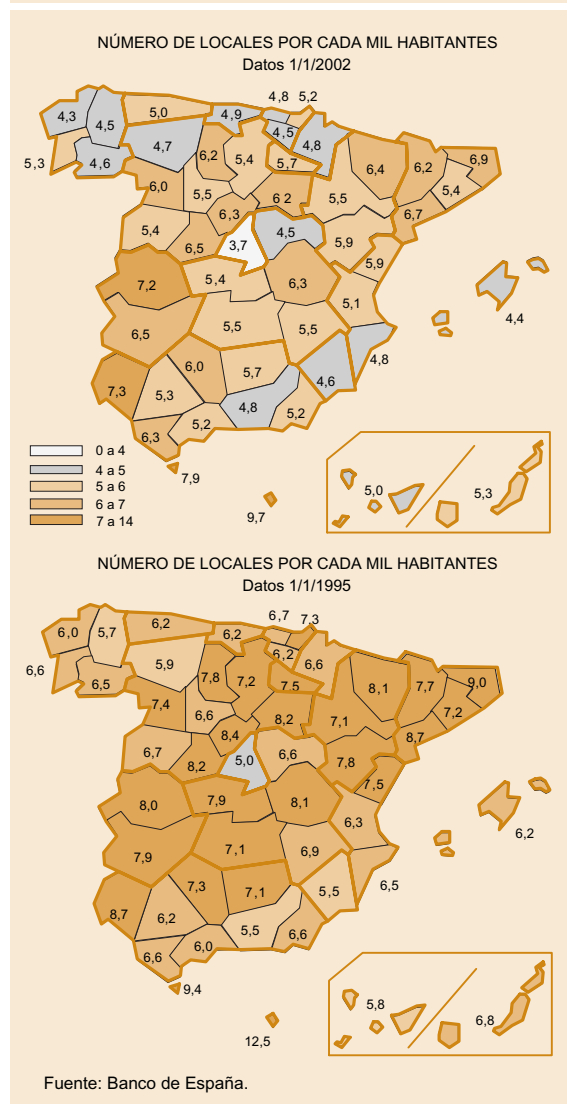 NÚMERO DE LOCALES POR CADA MIL HABITANTES
Datos 1/1/2002
4,8 5,2
4,3 4,5 5,0 4,9 4,5 4,8
5,3 4,6 4,7 6,2 5,4 5,7 6,4 6,2 6,9
6,0 5,5 6 2 5,5 5,4
5,4 6,5 6,3 3,7 4,5 5,9 6,7
7,2 5,4 6,3 5,9
6,5 5,5 5,5 5,1 4,4
7,3 5,3 6,0 5,7 4,6 4,8
6,3 5,2 4,8 5,2
7,9
9,7
5,0 5,3
0 a 4
4 a 5
5 a 6
6 a 7
7 a 14
NÚMERO DE LOCALES POR CADA MIL HABITANTES
Datos 1/1/1995
6,7 7,3
6,0 5,7 6,2 6,2 6,2 6,6
6,6 6,5 5,9 7,8 7,2 7,5 8,1 7,7 9,0
7,4 6,6 8,2 7,1 7,2
6,7 8,2 8,4 5,0 6,6 7,8 8,7
8,0 7,9 8,1 7,5
7,9 7,1 6,9 6,3 6,2
8,7 6,2 7,3 7,1 5,5 6,5
6,6 6,0 5,5 6,6
9,4
12,5
5,8 6,8
Fuente: Banco de España.